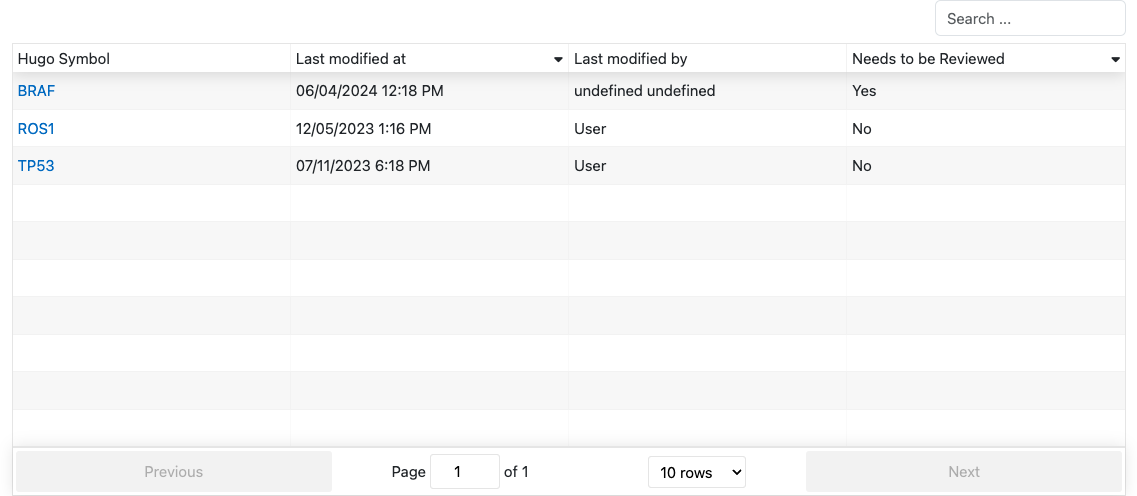 Search ...
Hugo Symbol Last modified at Last modified by Needs to be Reviewed
BRAF 06/04/2024 12:18 PM undefined undefined Yes
ROS1 12/05/2023 1:16 PM User No
TP53 07/11/2023 6:18 PM User No
Previous Page 1 of 1 10 rows Next